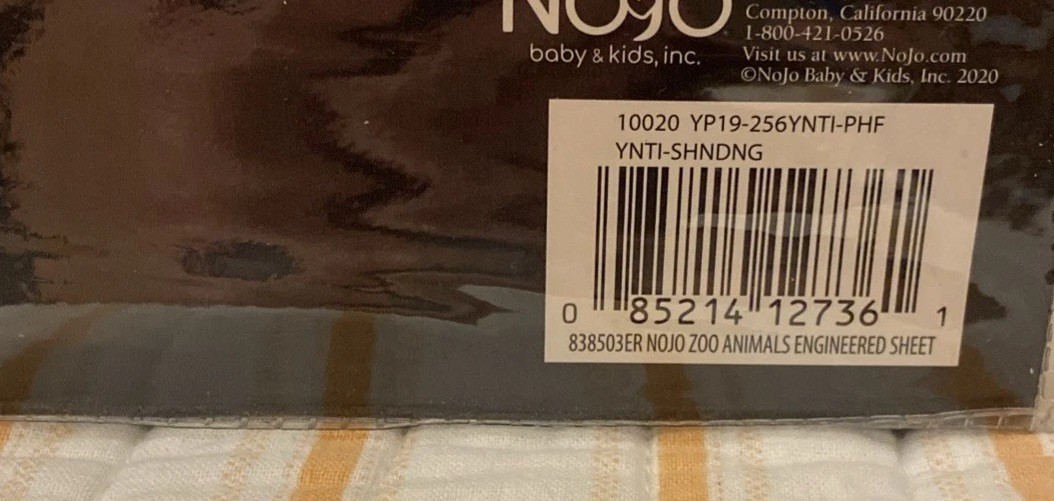 NoJo
baby & kids, inc.
Compton, California 90220
1-800-421-0526
Visit us at www.NoJo.com
©NoJo Baby & Kids, Inc. 2020
10020 YP19-256YNTI-PHF
YNTI-SHNDNG
0 85214 12736 1
838503ER NOJO ZOO ANIMALS ENGINEERED SHEET